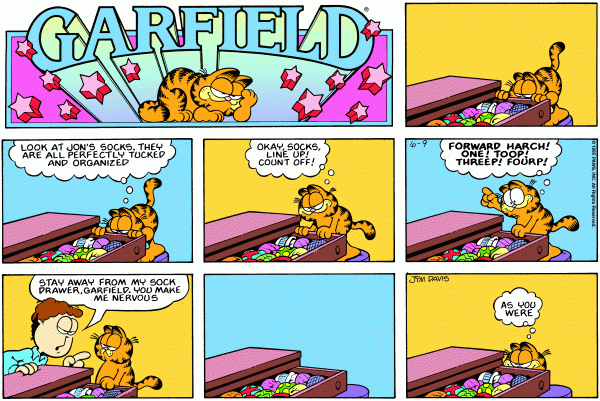 GARFIELD
®
LOOK AT JON'S SOCKS, THEY
ARE ALL PERFECTLY TUCKED
AND ORGANIZED
OKAY, SOCKS,
LINE UP!
COUNT OFF!
6-9
FORWARD HARCH!
ONE! TOOP!
THREEP! FOURP!
STAY AWAY FROM MY SOCK
DRAWER, GARFIELD. YOU MAKE
ME NERVOUS
JIM DAVIS
AS YOU
WERE